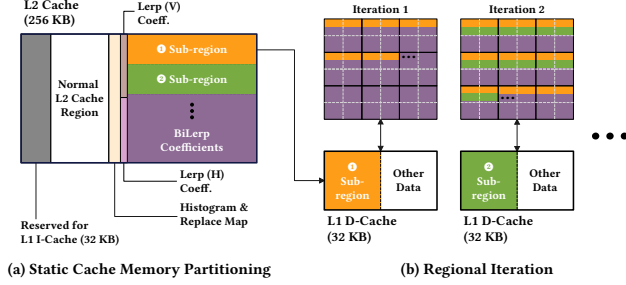 L2 Cache
(256 KB)
Lerp (V)
Coeff.
❶ Sub-region
❷ Sub-region
Normal
L2 Cache
Region
BiLerp
Coefficients
Lerp (H)
Coeff.
Histogram &
Replace Map
Reserved for
L1 I-Cache (32 KB)
(a) Static Cache Memory Partitioning
Iteration 1
Iteration 2
❶
Sub-
region
Other
Data
L1 D-Cache
(32 KB)
❷
Sub-
region
Other
Data
L1 D-Cache
(32 KB)
(b) Regional Iteration